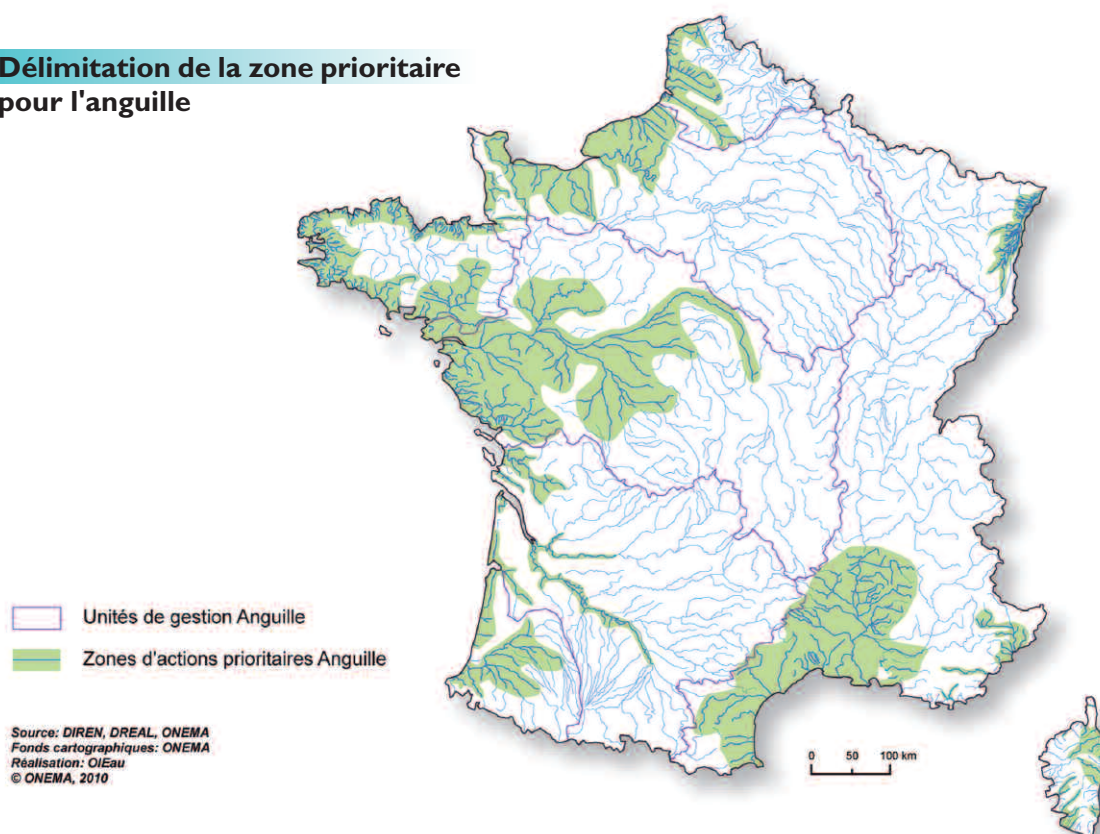 Délimitation de la zone prioritaire
pour l'anguille
Unités de gestion Anguille
Zones d'actions prioritaires Anguille
Source: DIREN, DREAL, ONEMA
Fonds cartographiques: ONEMA
Réalisation: OIEau
© ONEMA, 2010
0 50 100 km